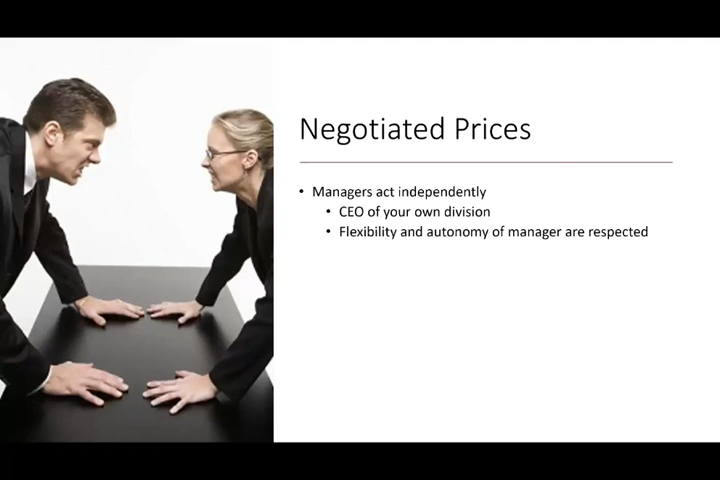 Negotiated Prices
• Managers act independently
• CEO of your own division
• Flexibility and autonomy of manager are respected